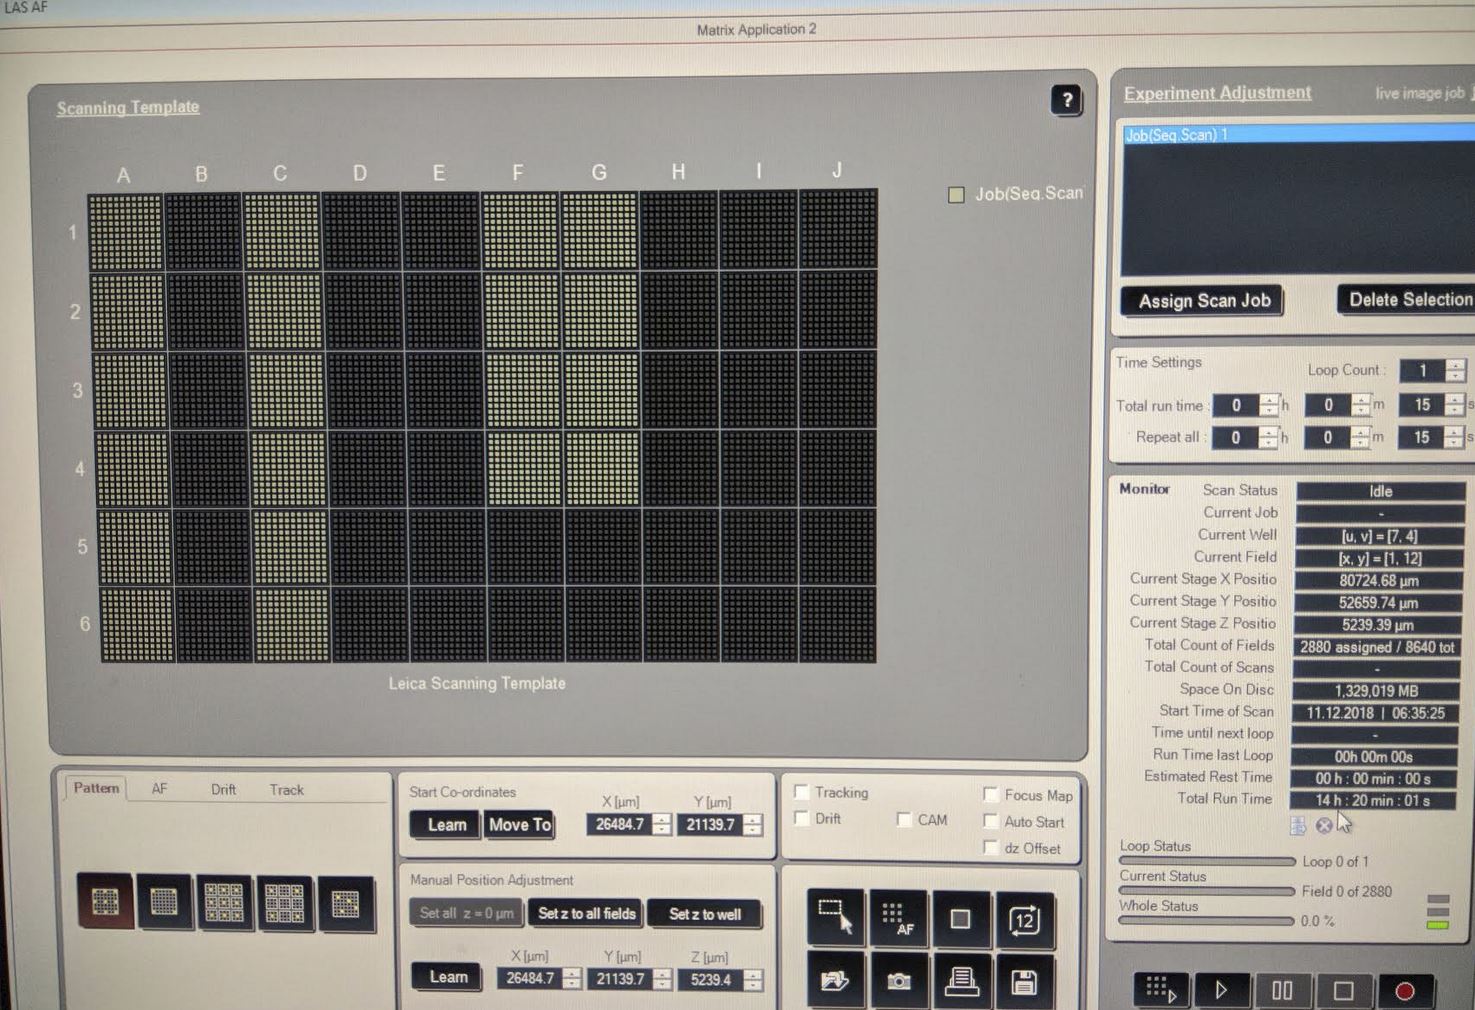 LAS AF
Matrix Application 2
Scanning Template
?
A B C D E F G H I J
1
2
3
4
5
6
Job(Seq.Scan
Leica Scanning Template
Experiment Adjustment live image job
Job(Seq.Scan) 1
Assign Scan Job Delete Selection
Time Settings Loop Count : 1
Total run time : 0 h 0 m 15 s
Repeat all : 0 h 0 m 15 s
Monitor Scan Status Idle
Current Job -
Current Well [u, v] = [7, 4]
Current Field [x, y] = [1, 12]
Current Stage X Positio 80724.68 µm
Current Stage Y Positio 52659.74 µm
Current Stage Z Positio 5239.39 µm
Total Count of Fields 2880 assigned / 8640 tot
Total Count of Scans -
Space On Disc 1,329,019 MB
Start Time of Scan 11.12.2018 | 06:35:25
Time until next loop -
Run Time last Loop 00h 00m 00s
Estimated Rest Time 00 h : 00 min : 00 s
Total Run Time 14 h : 20 min : 01 s
Loop Status
Loop 0 of 1
Current Status
Field 0 of 2880
Whole Status
0.0 %
Pattern AF Drift Track
Start Co-ordinates X [µm] Y [µm]
Learn Move To 26484.7 21139.7
Manual Position Adjustment
Set all z = 0 µm Set z to all fields Set z to well
X [µm] Y [µm] Z [µm]
Learn 26484.7 21139.7 5239.4
Tracking Focus Map
Drift CAM Auto Start
dz Offset
AF 12